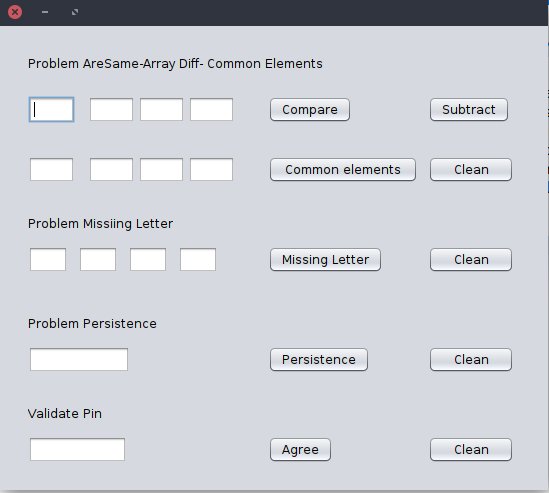 Problem AreSame-Array Diff- Common Elements
Compare Subtract
Common elements Clean
Problem Missiing Letter
Missing Letter Clean
Problem Persistence
Persistence Clean
Validate Pin
Agree Clean